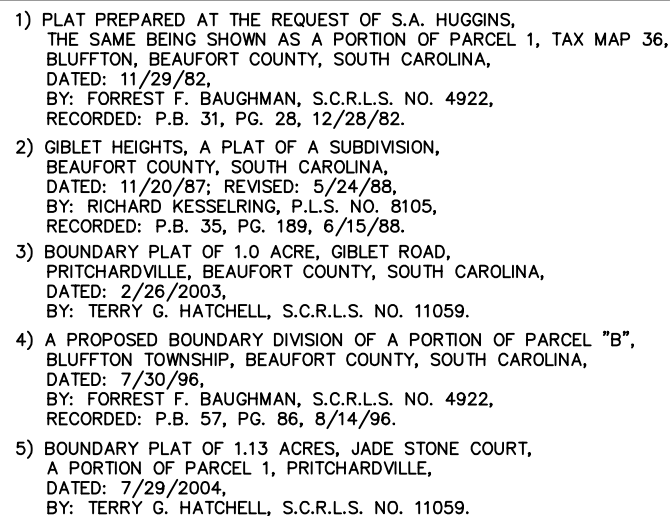 1) PLAT PREPARED AT THE REQUEST OF S.A. HUGGINS,
THE SAME BEING SHOWN AS A PORTION OF PARCEL 1, TAX MAP 36,
BLUFFTON, BEAUFORT COUNTY, SOUTH CAROLINA,
DATED: 11/29/82,
BY: FORREST F. BAUGHMAN, S.C.R.L.S. NO. 4922,
RECORDED: P.B. 31, PG. 28, 12/28/82.
2) GIBLET HEIGHTS, A PLAT OF A SUBDIVISION,
BEAUFORT COUNTY, SOUTH CAROLINA,
DATED: 11/20/87; REVISED: 5/24/88,
BY: RICHARD KESSELRING, P.L.S. NO. 8105,
RECORDED: P.B. 35, PG. 189, 6/15/88.
3) BOUNDARY PLAT OF 1.0 ACRE, GIBLET ROAD,
PRITCHARDVILLE, BEAUFORT COUNTY, SOUTH CAROLINA,
DATED: 2/26/2003,
BY: TERRY G. HATCHELL, S.C.R.L.S. NO. 11059.
4) A PROPOSED BOUNDARY DIVISION OF A PORTION OF PARCEL "B",
BLUFFTON TOWNSHIP, BEAUFORT COUNTY, SOUTH CAROLINA,
DATED: 7/30/96,
BY: FORREST F. BAUGHMAN, S.C.R.L.S. NO. 4922,
RECORDED: P.B. 57, PG. 86, 8/14/96.
5) BOUNDARY PLAT OF 1.13 ACRES, JADE STONE COURT,
A PORTION OF PARCEL 1, PRITCHARDVILLE,
DATED: 7/29/2004,
BY: TERRY G. HATCHELL, S.C.R.L.S. NO. 11059.